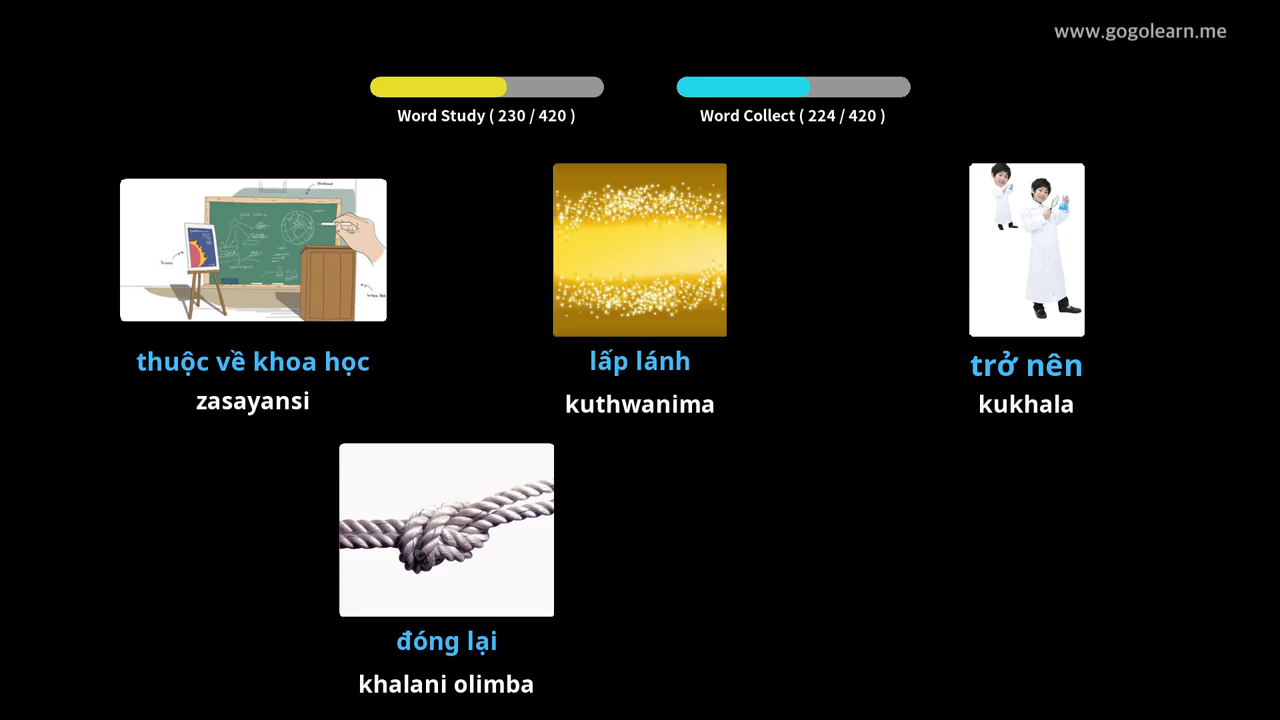 www.gogolearn.me
Word Study ( 230 / 420 )
Word Collect ( 224 / 420 )
thuộc về khoa học
zasayansi
lấp lánh
kuthwanima
trở nên
kukhala
đóng lại
khalani olimba